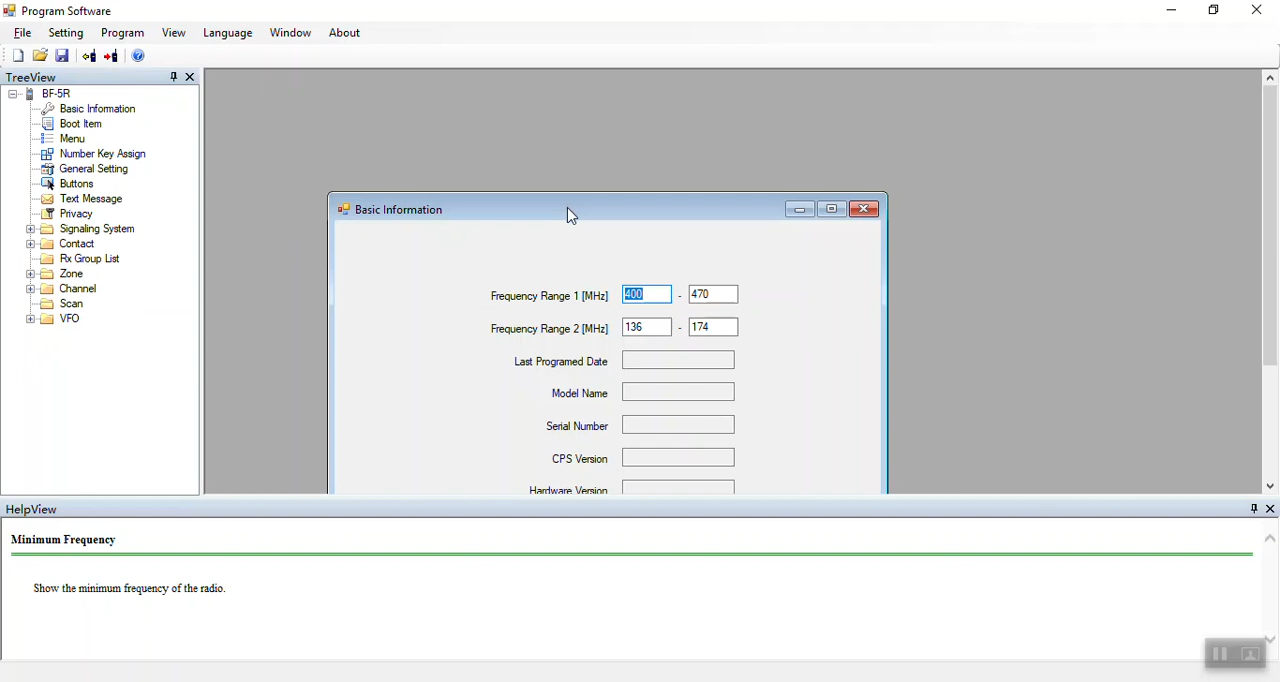 Program Software
File Setting Program View Language Window About
TreeView
BF-5R
Basic Information
Boot Item
Menu
Number Key Assign
General Setting
Buttons
Text Message
Privacy
Signaling System
Contact
Rx Group List
Zone
Channel
Scan
VFO
Basic Information
Frequency Range 1 [MHz] 400 - 470
Frequency Range 2 [MHz] 136 - 174
Last Programed Date
Model Name
Serial Number
CPS Version
Hardware Version
HelpView
Minimum Frequency
Show the minimum frequency of the radio.